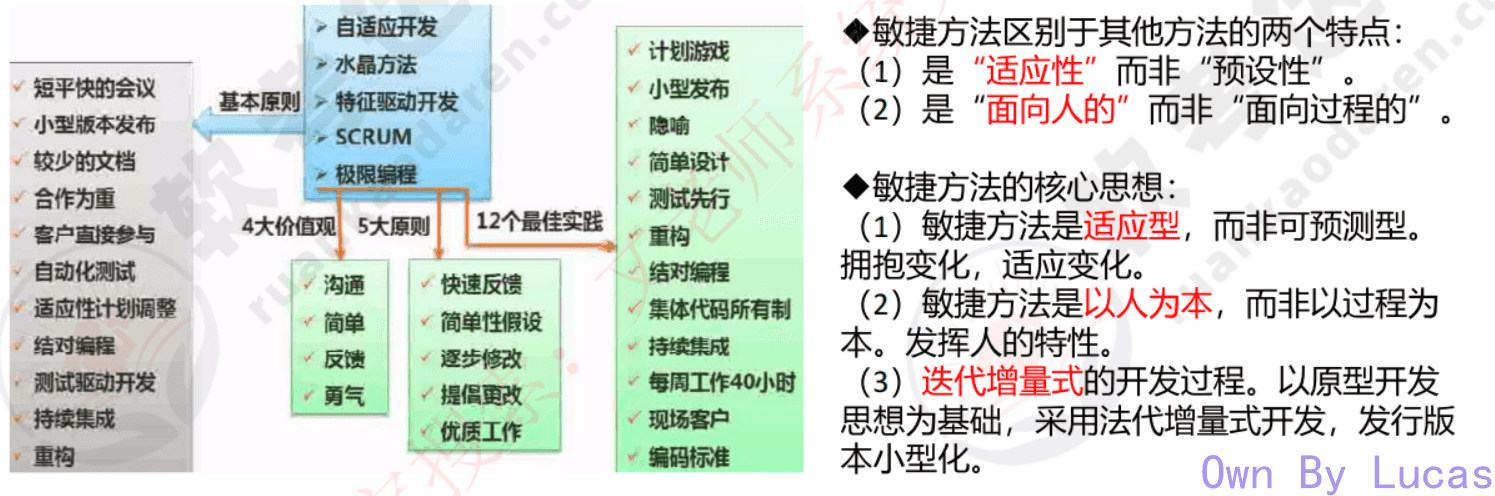 自适应开发
水晶方法
特征驱动开发
SCRUM
极限编程
基本原则
短平快的会议
小型版本发布
较少的文档
合作为重
客户直接参与
自动化测试
适应性计划调整
结对编程
测试驱动开发
持续集成
重构
4大价值观
5大原则
12个最佳实践
沟通
简单
反馈
勇气
快速反馈
简单性假设
逐步修改
提倡更改
优质工作
计划游戏
小型发布
隐喻
简单设计
测试先行
重构
结对编程
集体代码所有制
持续集成
每周工作40小时
现场客户
编码标准
◆敏捷方法区别于其他方法的两个特点：
（1）是“适应性”而非“预设性”。
（2）是“面向人的”而非“面向过程的”。
◆敏捷方法的核心思想：
（1）敏捷方法是适应型，而非可预测型。
拥抱变化，适应变化。
（2）敏捷方法是以人为本，而非以过程为
本。发挥人的特性。
（3）迭代增量式的开发过程。以原型开发
思想为基础，采用法代增量式开发，发行版
本小型化。
Own By Lucas